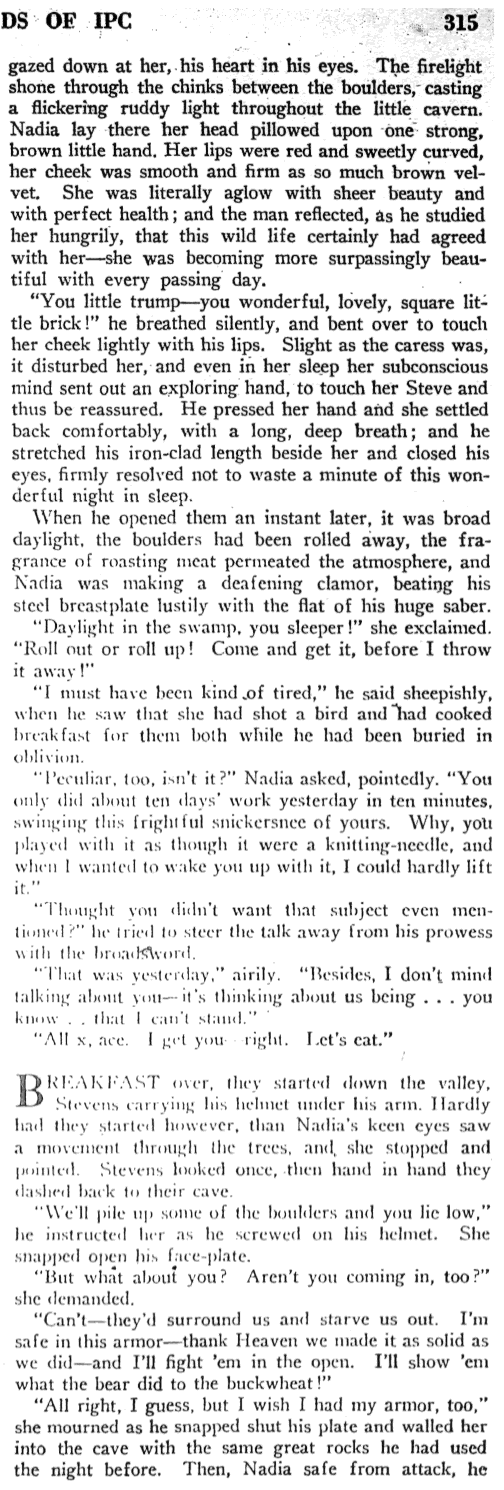 DS OF IPC 315
gazed down at her, his heart in his eyes. The firelight
shone through the chinks between the boulders, casting
a flickering ruddy light throughout the little cavern.
Nadia lay there her head pillowed upon one strong,
brown little hand. Her lips were red and sweetly curved,
her cheek was smooth and firm as so much brown vel-
vet. She was literally aglow with sheer beauty and
with perfect health; and the man reflected, as he studied
her hungrily, that this wild life certainly had agreed
with her—she was becoming more surpassingly beau-
tiful with every passing day.
"You little trump—you wonderful, lovely, square lit-
tle brick!" he breathed silently, and bent over to touch
her cheek lightly with his lips. Slight as the caress was,
it disturbed her, and even in her sleep her subconscious
mind sent out an exploring hand, to touch her Steve and
thus be reassured. He pressed her hand and she settled
back comfortably, with a long, deep breath; and he
stretched his iron-clad length beside her and closed his
eyes, firmly resolved not to waste a minute of this won-
derful night in sleep.
When he opened them an instant later, it was broad
daylight, the boulders had been rolled away, the fra-
grance of roasting meat permeated the atmosphere, and
Nadia was making a deafening clamor, beating his
steel breastplate lustily with the flat of his huge saber.
"Daylight in the swamp, you sleeper!" she exclaimed.
"Roll out or roll up! Come and get it, before I throw
it away!"
"I must have been kind of tired," he said sheepishly,
when he saw that she had shot a bird and had cooked
breakfast for them both while he had been buried in
oblivion.
"Peculiar, too, isn't it?" Nadia asked, pointedly. "You
only did about ten days' work yesterday in ten minutes,
swinging this frightful snickersnee of yours. Why, you
played with it as though it were a knitting-needle, and
when I wanted to wake you up with it, I could hardly lift
it."
"Thought you didn't want that subject even men-
tioned?" he tried to steer the talk away from his prowess
with the broadsword.
"That was yesterday," airily. "Besides, I don't mind
talking about you—it's thinking about us being . . . you
know . . that I can't stand."
"All x, ace. I get you—right. Let's eat."
BREAKFAST over, they started down the valley,
Stevens carrying his helmet under his arm. Hardly
had they started however, than Nadia's keen eyes saw
a movement through the trees, and she stopped and
pointed. Stevens looked once, then hand in hand they
dashed back to their cave.
"We'll pile up some of the boulders and you lie low,"
he instructed her as he screwed on his helmet. She
snapped open his face-plate.
"But what about you? Aren't you coming in, too?"
she demanded.
"Can't—they'd surround us and starve us out. I'm
safe in this armor—thank Heaven we made it as solid as
we did—and I'll fight 'em in the open. I'll show 'em
what the bear did to the buckwheat!"
"All right, I guess, but I wish I had my armor, too,"
she mourned as he snapped shut his plate and walled her
into the cave with the same great rocks he had used
the night before. Then, Nadia safe from attack, he